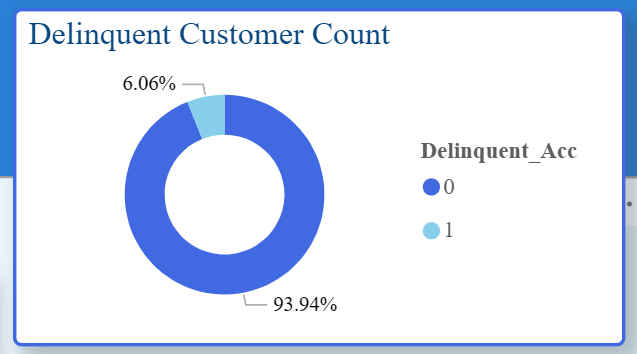 Delinquent Customer Count
6.06%
Delinquent_Acc
0
1
93.94%